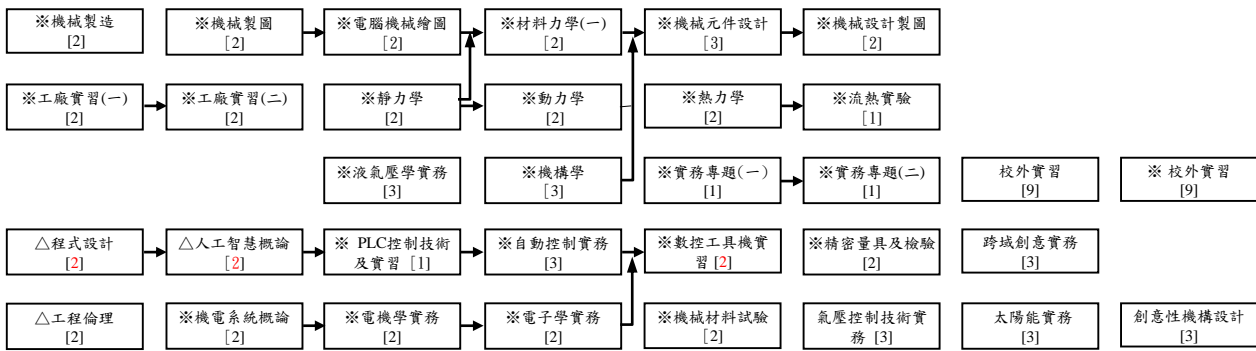 ※機械製造
[2]
※機械製圖
[2]
※電腦機械繪圖
[2]
※材料力學(一)
[2]
※機械元件設計
[3]
※機械設計製圖
[2]
※工廠實習(一)
[2]
※工廠實習(二)
[2]
※靜力學
[2]
※動力學
[2]
※熱力學
[2]
※流熱實驗
[1]
※液氣壓學實務
[3]
※機構學
[3]
※實務專題(一)
[1]
※實務專題(二)
[1]
校外實習
[9]
※ 校外實習
[9]
△程式設計
[2]
△人工智慧概論
[2]
※ PLC控制技術
及實習 [1]
※自動控制實務
[3]
※數控工具機實
習 [2]
※精密量具及檢驗
[2]
跨域創意實務
[3]
△工程倫理
[2]
※機電系統概論
[2]
※電機學實務
[2]
※電子學實務
[2]
※機械材料試驗
[2]
氣壓控制技術實
務 [3]
太陽能實務
[3]
創意性機構設計
[3]